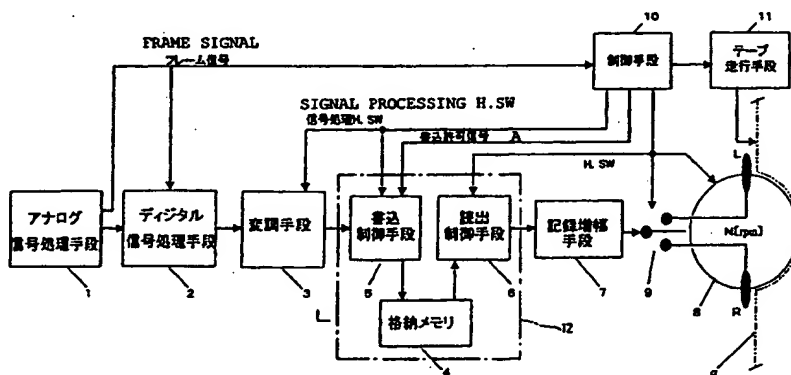 FRAME SIGNAL
フレーム信号
10
制御手段
11
テープ
走行手段
SIGNAL PROCESSING H.SW
信号処理H.SW
書込許可信号 A
H.SW
L
アナログ
信号処理手段
1
ディジタル
信号処理手段
2
変調手段
3
書込
制御手段
5
読出
制御手段
6
記録増幅
手段
7
9
N[rpm]
8
R
格納メモリ
4
12